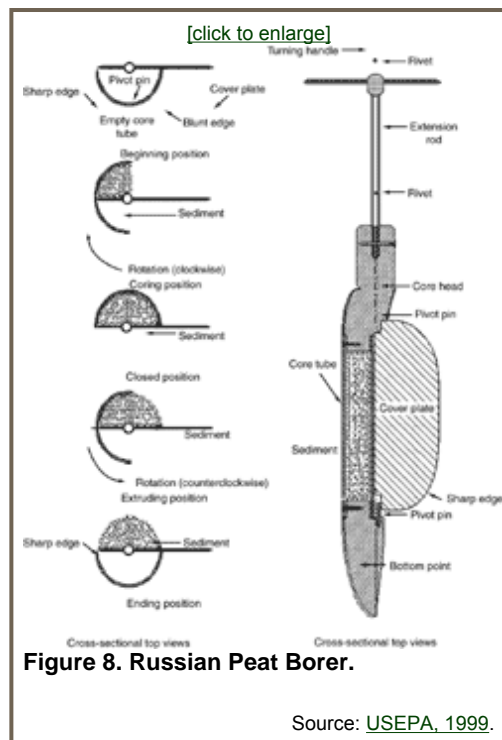 [click to enlarge]
Turning handle
Rivet
Pivot pin
Sharp edge
Cover plate
Empty core tube
Blunt edge
Beginning position
Extension rod
Rivet
Sediment
Rotation (clockwise)
Coring position
Core head
Pivot pin
Sediment
Closed position
Core tube
Cover plate
Sediment
Sediment
Rotation (counterclockwise)
Extruding position
Sharp edge
Pivot pin
Sharp edge
Sediment
Bottom point
Ending position
Cross-sectional top views
Cross-sectional top views
Figure 8. Russian Peat Borer.
Source: USEPA, 1999.